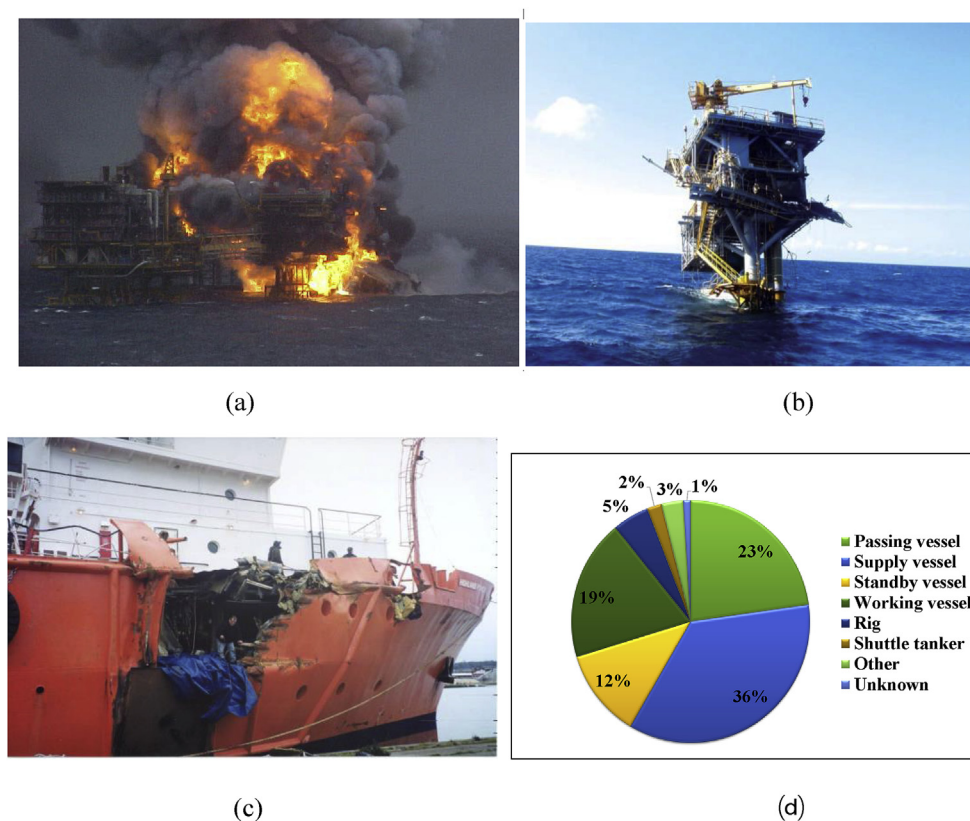 (a)
(b)
(c)
2%
3%
1%
5%
23%
19%
12%
36%
Passing vessel
Supply vessel
Standby vessel
Working vessel
Rig
Shuttle tanker
Other
Unknown
(d)